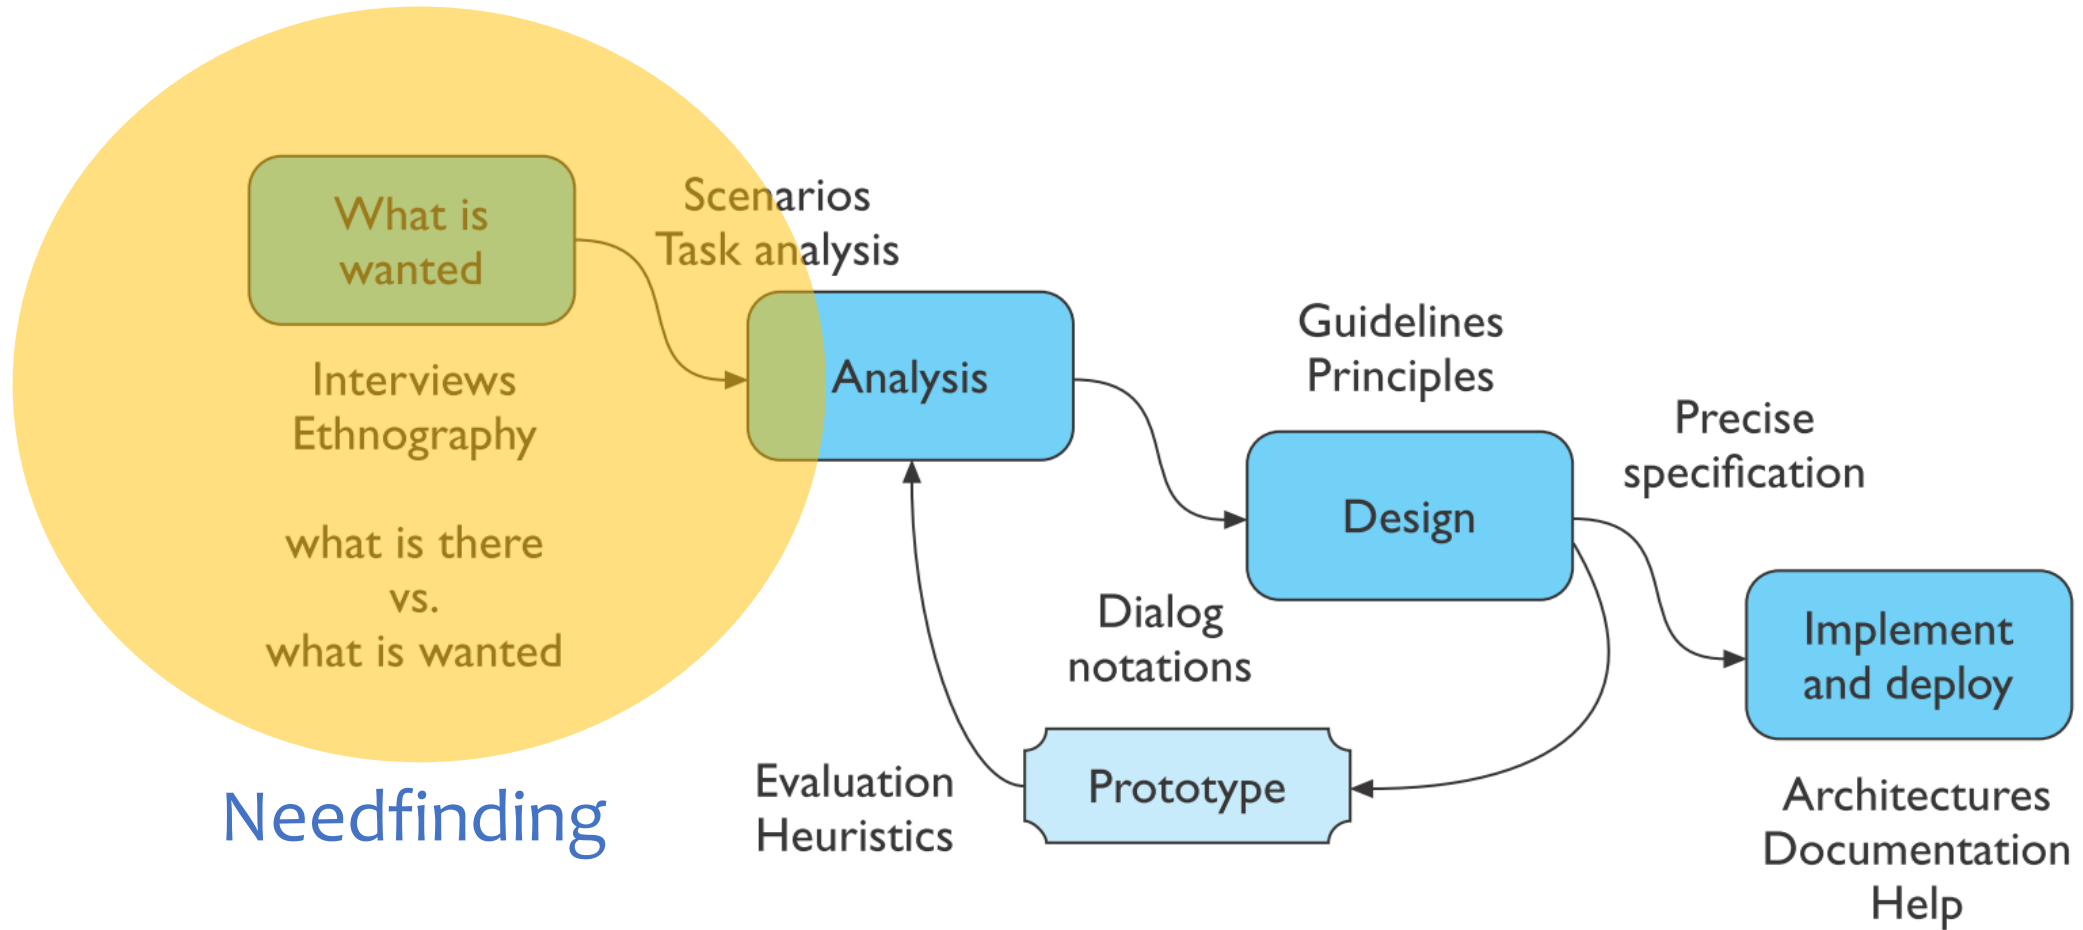 What is
wanted
Interviews
Ethnography
what is there
vs.
what is wanted
Needfinding
Scenarios
Task analysis
Analysis
Guidelines
Principles
Design
Precise
specification
Dialog
notations
Prototype
Evaluation
Heuristics
Implement
and deploy
Architectures
Documentation
Help